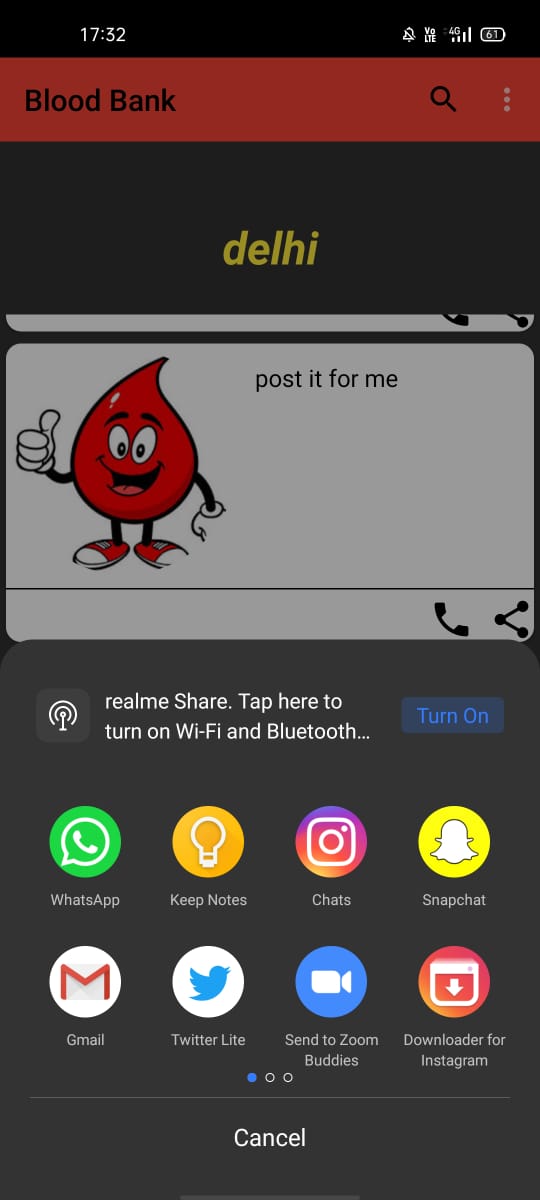 17:32
Vo
LTE
4G
61
Blood Bank
delhi
post it for me
realme Share. Tap here to
turn on Wi-Fi and Bluetooth...
Turn On
WhatsApp
Keep Notes
Chats
Snapchat
Gmail
Twitter Lite
Send to Zoom
Buddies
Downloader for
Instagram
Cancel